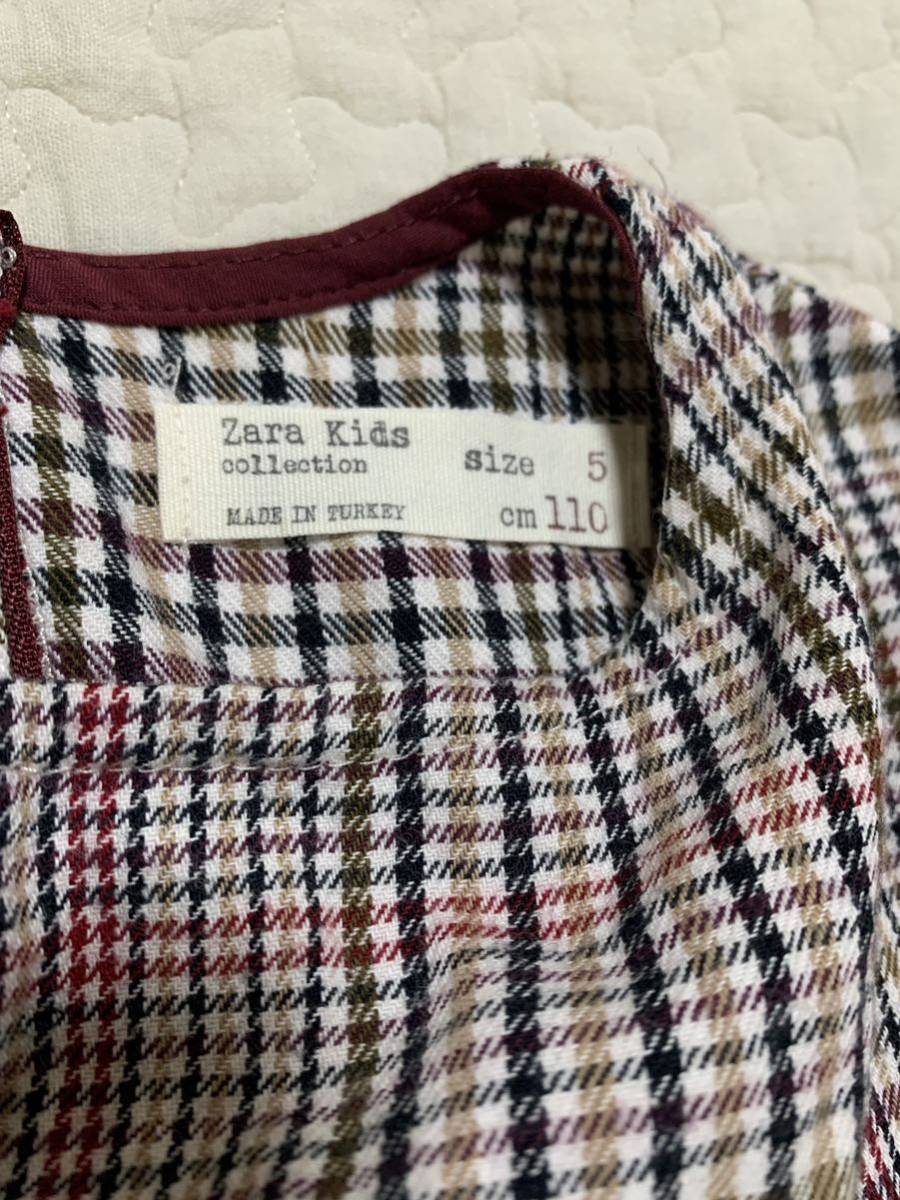 Zara Kids
collection
size 5
MADE IN TURKEY
cm 110